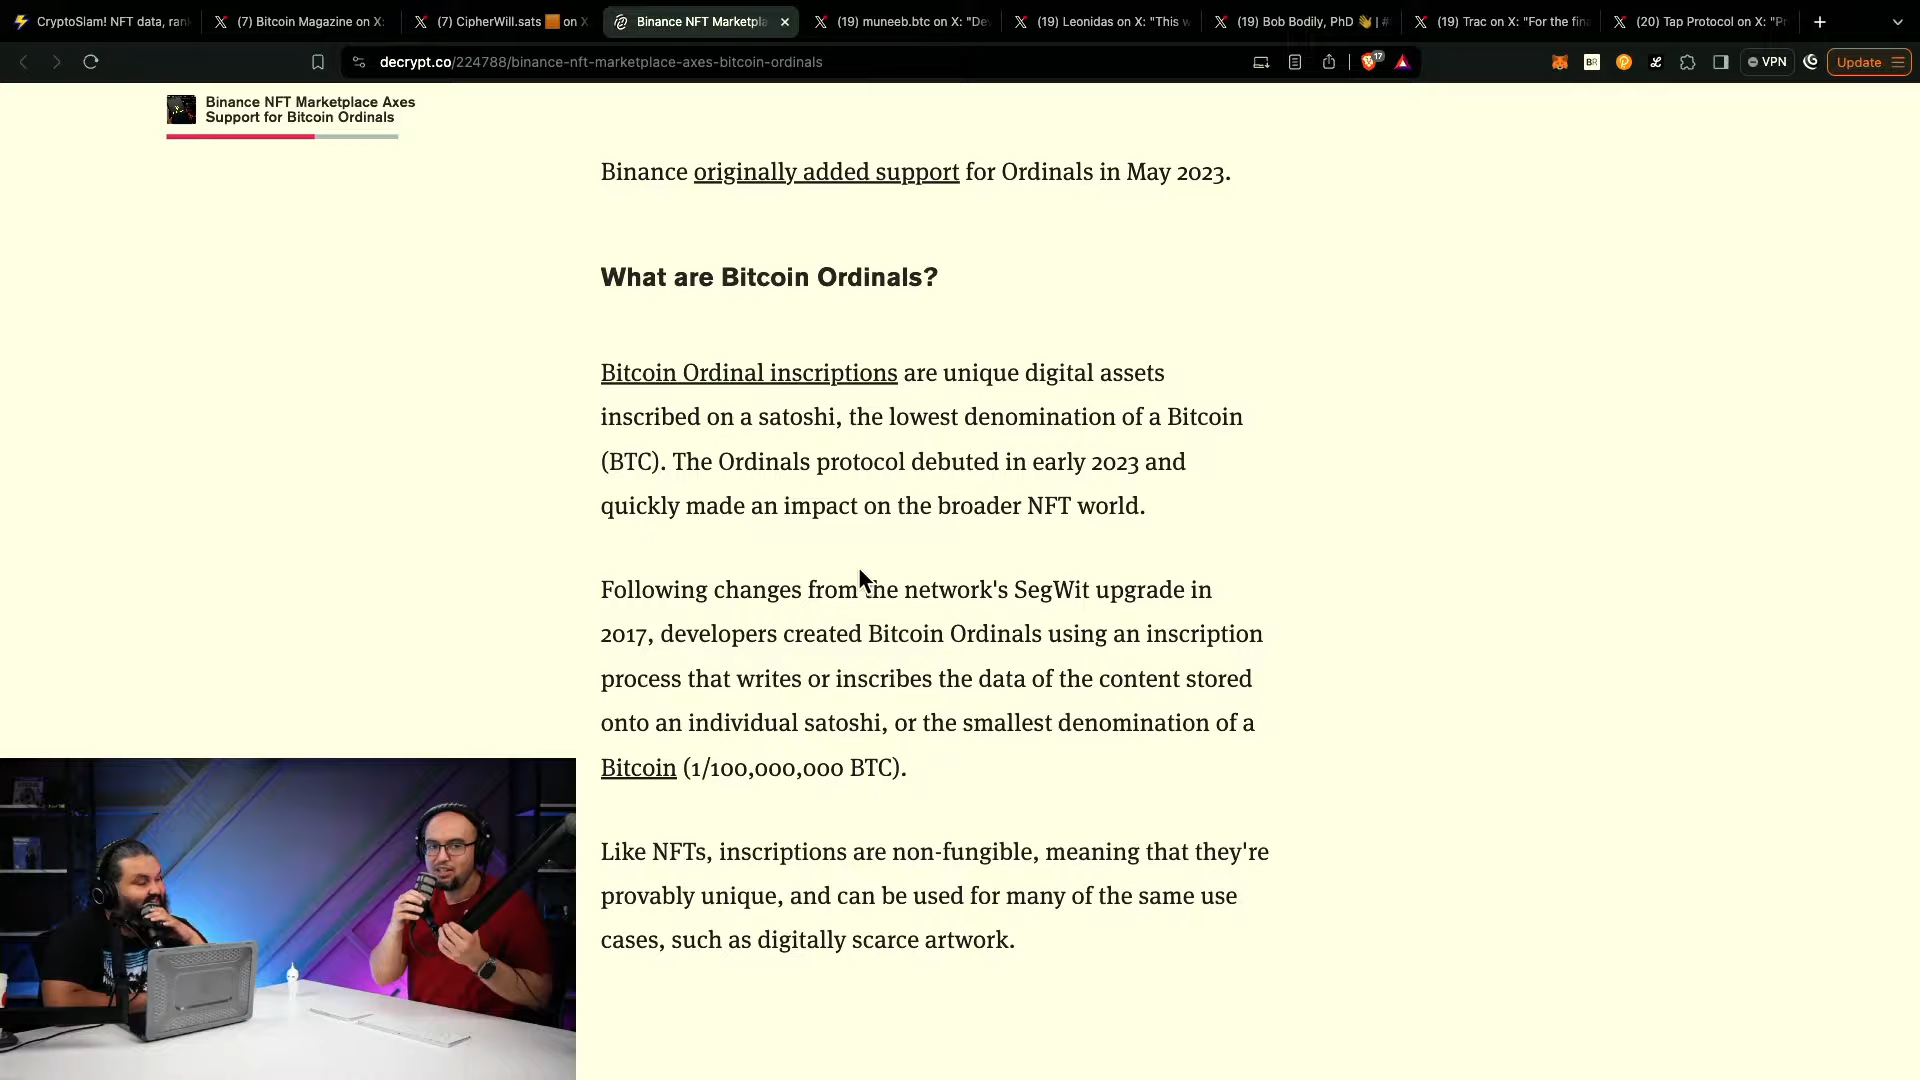 CryptoSlam! NFT data, ran
(7) Bitcoin Magazine on X:
(7) CipherWill.sats 🟧 on X
Binance NFT Marketpla
(19) muneeb.btc on X: "De
(19) Leonidas on X: "This w
(19) Bob Bodily, PhD 👋 | #
(19) Trac on X: "For the fin
(20) Tap Protocol on X: "P
decrypt.co/224788/binance-nft-marketplace-axes-bitcoin-ordinals
17
BR
VPN
Update
Binance NFT Marketplace Axes
Support for Bitcoin Ordinals
Binance originally added support for Ordinals in May 2023.
What are Bitcoin Ordinals?
Bitcoin Ordinal inscriptions are unique digital assets
inscribed on a satoshi, the lowest denomination of a Bitcoin
(BTC). The Ordinals protocol debuted in early 2023 and
quickly made an impact on the broader NFT world.
Following changes from the network's SegWit upgrade in
2017, developers created Bitcoin Ordinals using an inscription
process that writes or inscribes the data of the content stored
onto an individual satoshi, or the smallest denomination of a
Bitcoin (1/100,000,000 BTC).
Like NFTs, inscriptions are non-fungible, meaning that they're
provably unique, and can be used for many of the same use
cases, such as digitally scarce artwork.